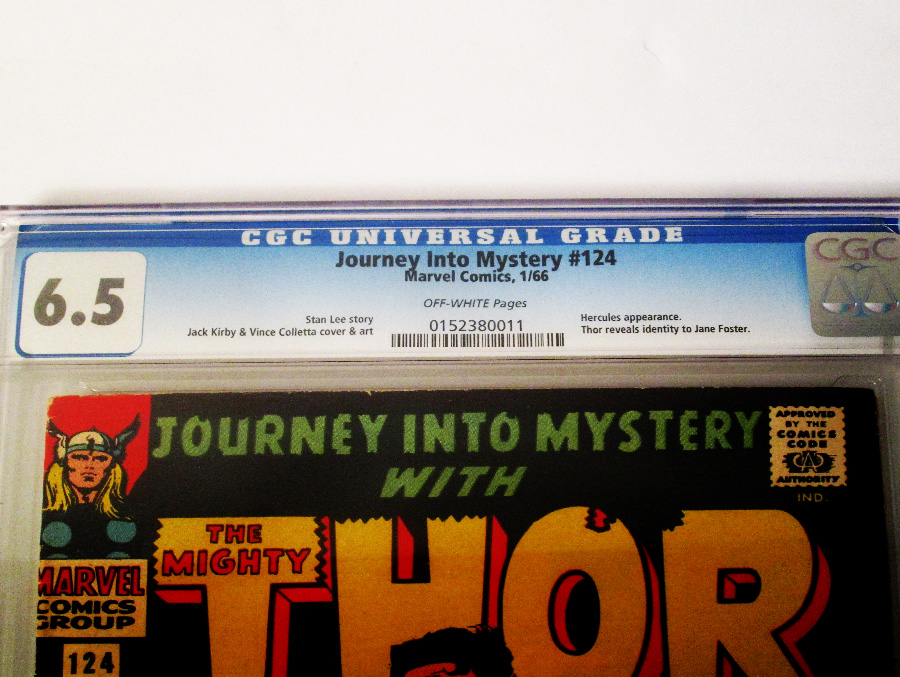 CGC UNIVERSAL GRADE
CGC
6.5
Journey Into Mystery #124
Marvel Comics, 1/66
OFF-WHITE Pages
Stan Lee story
Jack Kirby & Vince Colletta cover & art
0152380011
Hercules appearance.
Thor reveals identity to Jane Foster.
JOURNEY INTO MYSTERY
WITH
THE
MIGHTY
THOR
APPROVED
BY THE
COMICS
CODE
CA
AUTHORITY
IND.
MARVEL
COMICS
GROUP
124